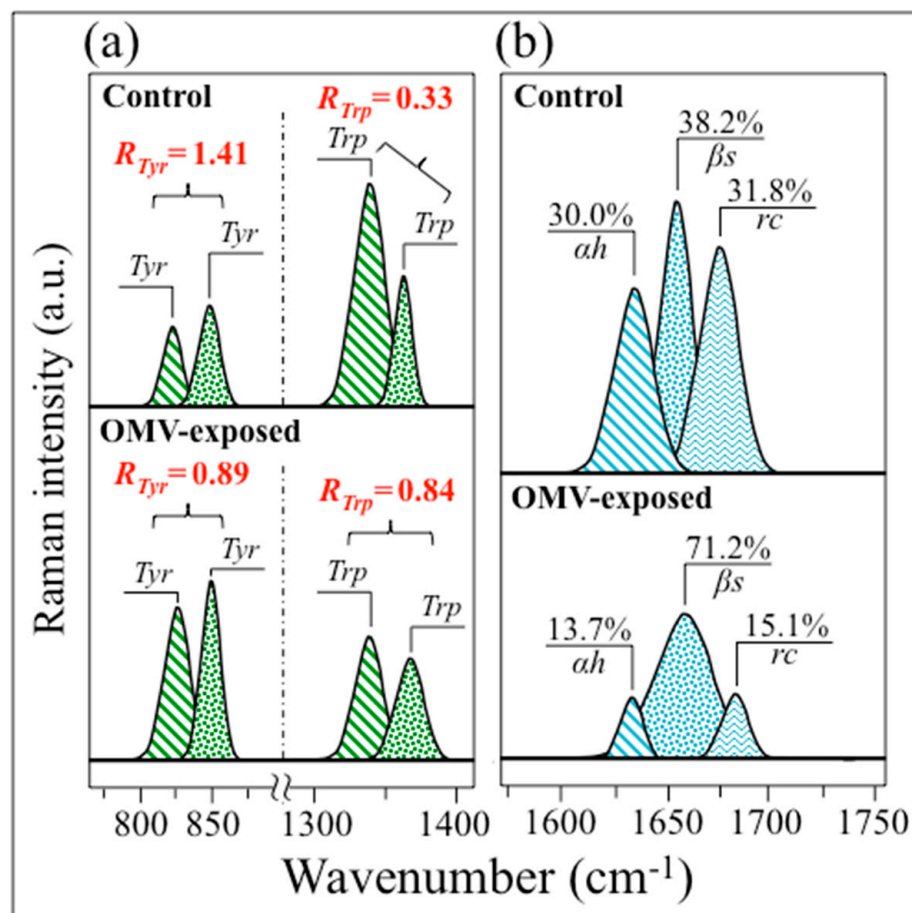 (a)
(b)
Control
R_Tyr = 1.41
R_Trp = 0.33
Tyr
Tyr
Trp
Trp
OMV-exposed
R_Tyr = 0.89
R_Trp = 0.84
Tyr
Tyr
Trp
Trp
Control
38.2%
βs
31.8%
rc
30.0%
αh
OMV-exposed
71.2%
βs
13.7%
αh
15.1%
rc
Raman intensity (a.u.)
800 850 1300 1400
1600 1650 1700 1750
Wavenumber (cm⁻¹)